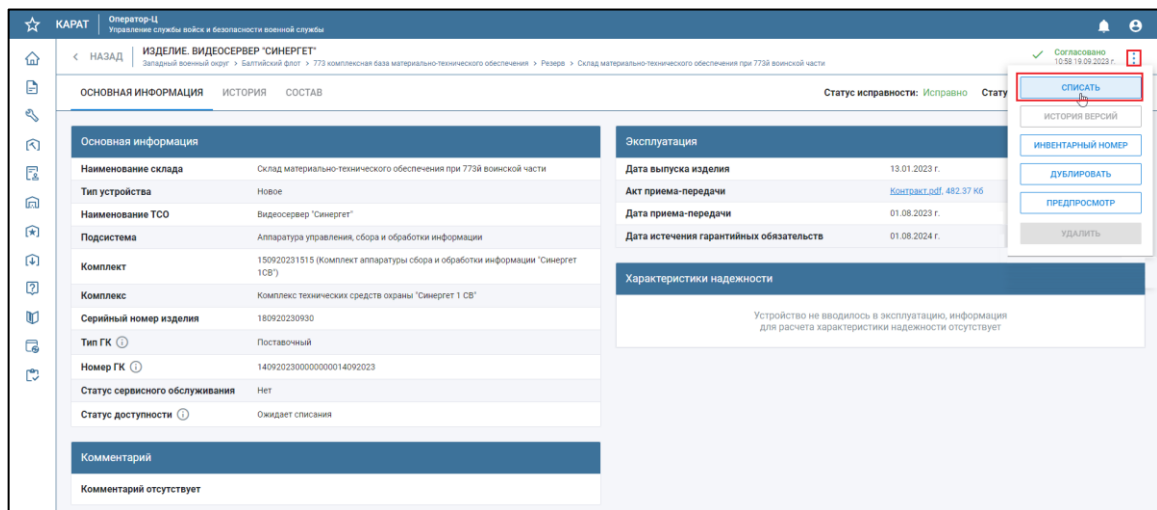 КАРАТ
Оператор-Ц
Управление службы войск и безопасности военной службы
НАЗАД
ИЗДЕЛИЕ. ВИДЕОСЕРВЕР "СИНЕРГЕТ"
Западный военный округ > Балтийский флот > 773 комплексная база материально-технического обеспечения > Резерв > Склад материально-технического обеспечения при 773й воинской части
Согласовано
10:58 19.09.2023 г.
ОСНОВНАЯ ИНФОРМАЦИЯ ИСТОРИЯ СОСТАВ
Статус исправности: Исправно Стату
СПИСАТЬ
ИСТОРИЯ ВЕРСИЙ
ИНВЕНТАРНЫЙ НОМЕР
ДУБЛИРОВАТЬ
ПРЕДПРОСМОТР
УДАЛИТЬ
Основная информация
Наименование склада Склад материально-технического обеспечения при 773й воинской части
Тип устройства Новое
Наименование ТСО Видеосервер "Синергет"
Подсистема Аппаратура управления, сбора и обработки информации
Комплект 150920231515 (Комплект аппаратуры сбора и обработки информации "Синергет
1СВ")
Комплекс Комплекс технических средств охраны "Синергет 1 СВ"
Серийный номер изделия 180920230930
Тип ГК Поставочный
Номер ГК 1409202300000000014092023
Статус сервисного обслуживания Нет
Статус доступности Ожидает списания
Комментарий
Комментарий отсутствует
Эксплуатация
Дата выпуска изделия 13.01.2023 г.
Акт приема-передачи Контракт.pdf, 482.37 Кб
Дата приема-передачи 01.08.2023 г.
Дата истечения гарантийных обязательств 01.08.2024 г.
Характеристики надежности
Устройство не вводилось в эксплуатацию, информация
для расчета характеристики надежности отсутствует